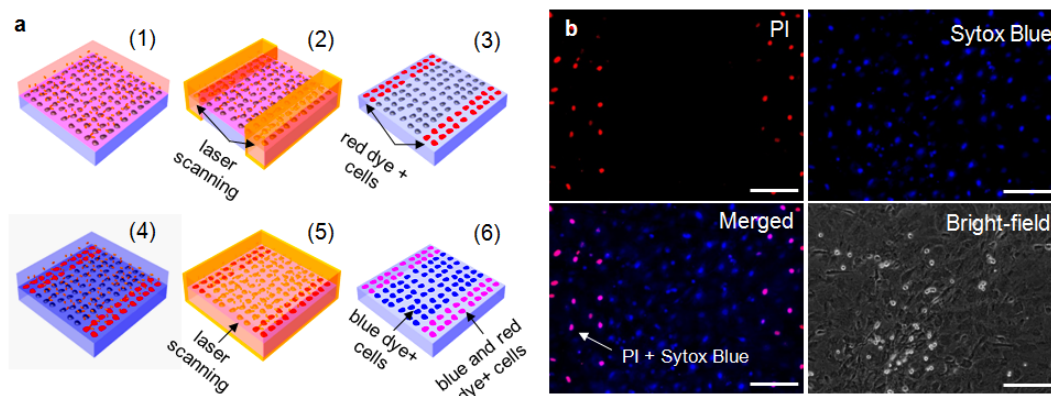 a
(1)
(2)
(3)
laser
scanning
red dye +
cells
(4)
(5)
(6)
laser
scanning
blue dye+
cells
blue and red
dye+ cells
b
PI
Sytox Blue
Merged
PI + Sytox Blue
Bright-field